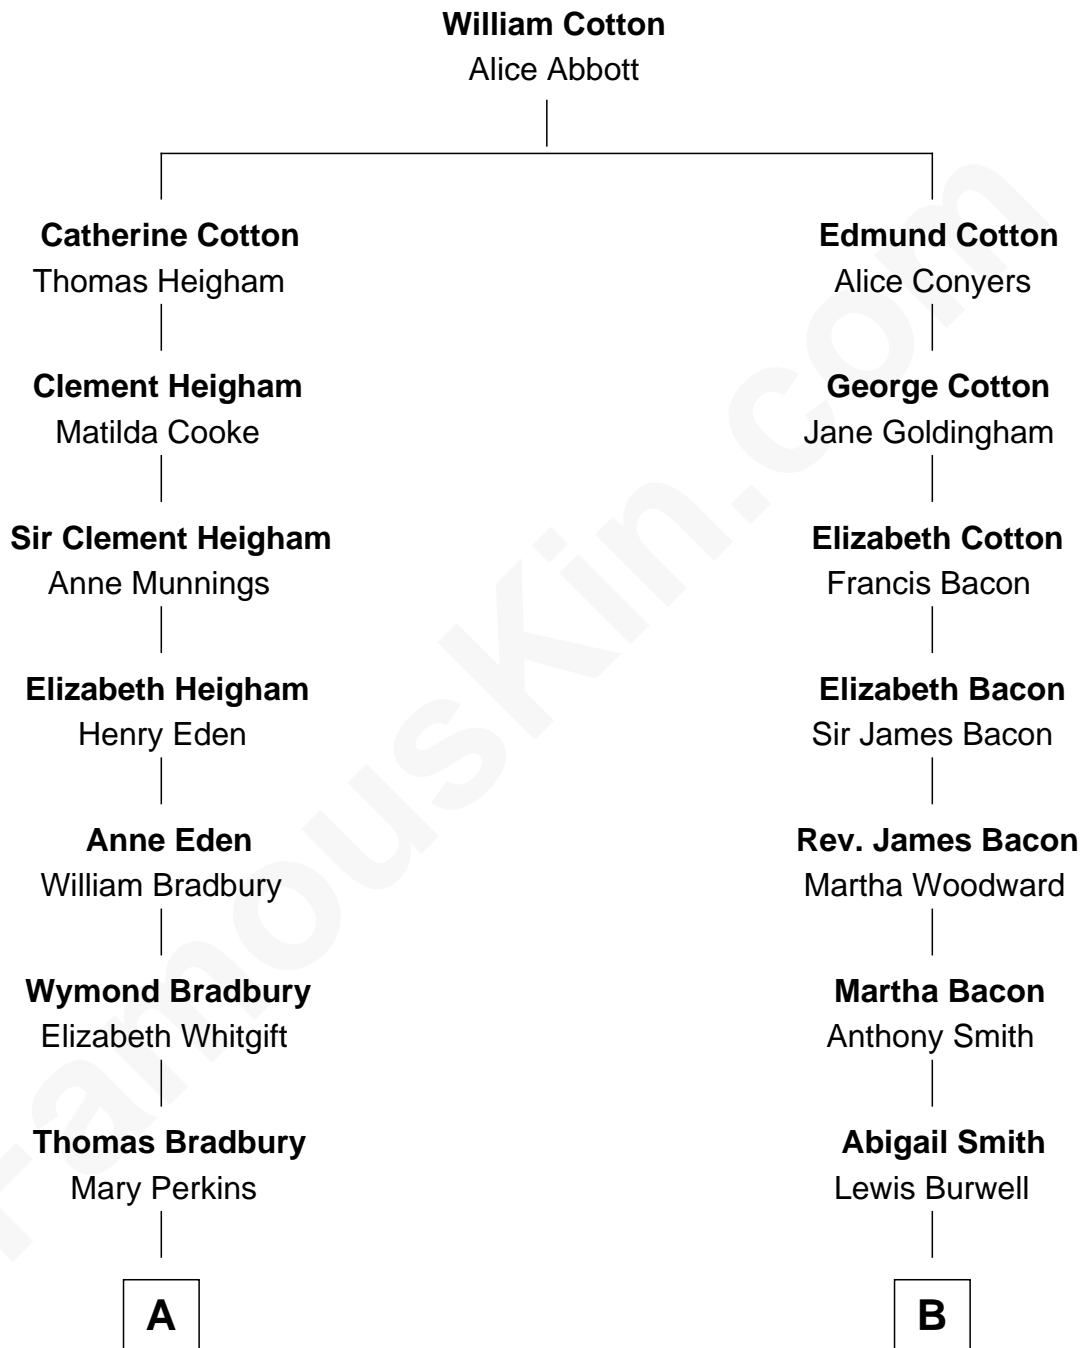 William Cotton
Alice Abbott
Catherine Cotton
Thomas Heigham
Edmund Cotton
Alice Conyers
Clement Heigham
Matilda Cooke
George Cotton
Jane Goldingham
Sir Clement Heigham
Anne Munnings
Elizabeth Cotton
Francis Bacon
Elizabeth Heigham
Henry Eden
Elizabeth Bacon
Sir James Bacon
Anne Eden
William Bradbury
Rev. James Bacon
Martha Woodward
Wymond Bradbury
Elizabeth Whitgift
Martha Bacon
Anthony Smith
Thomas Bradbury
Mary Perkins
Abigail Smith
Lewis Burwell
A
B
FamousKin.com